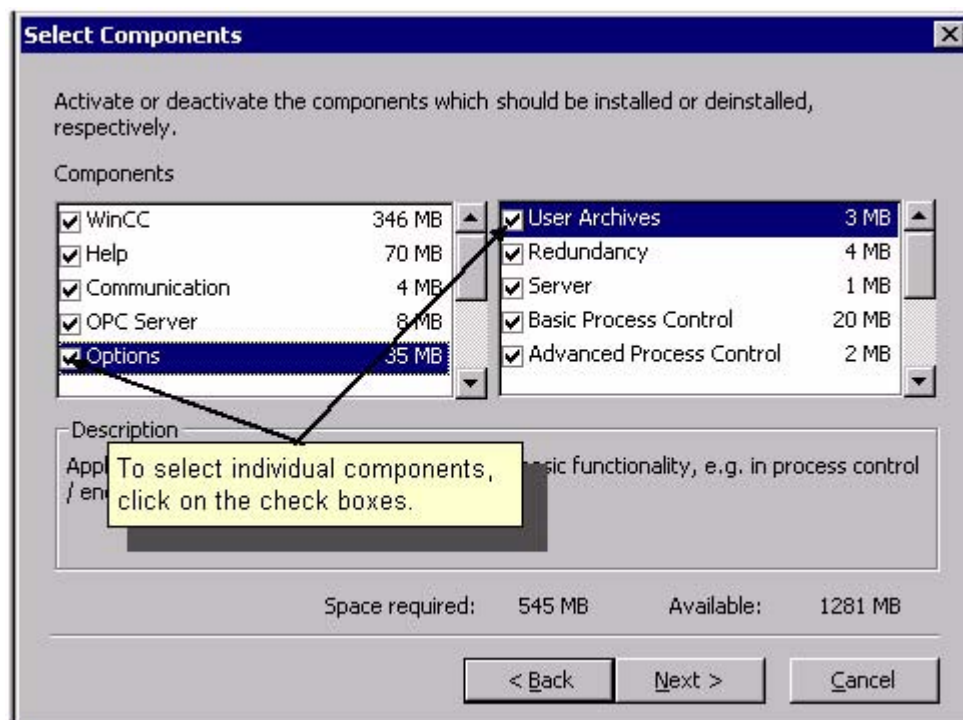 Select Components
Activate or deactivate the components which should be installed or deinstalled,
respectively.
Components
WinCC 346 MB
Help 70 MB
Communication 4 MB
OPC Server 8 MB
Options 35 MB
User Archives 3 MB
Redundancy 4 MB
Server 1 MB
Basic Process Control 20 MB
Advanced Process Control 2 MB
Description
functionality, e.g. in process control
To select individual components,
click on the check boxes.
Space required: 545 MB Available: 1281 MB
< Back Next > Cancel